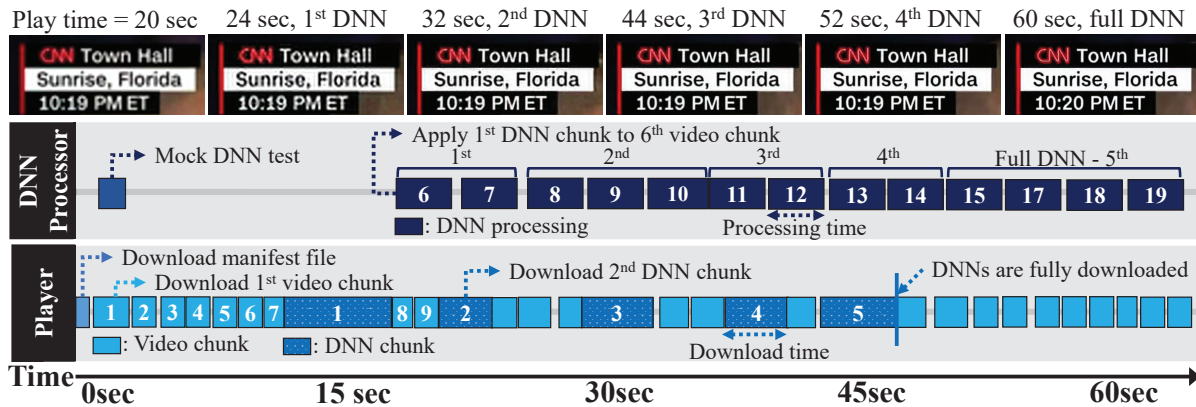 Play time = 20 sec
24 sec, 1st DNN
32 sec, 2nd DNN
44 sec, 3rd DNN
52 sec, 4th DNN
60 sec, full DNN
CNN Town Hall
Sunrise, Florida
10:19 PM ET
CNN Town Hall
Sunrise, Florida
10:19 PM ET
CNN Town Hall
Sunrise, Florida
10:19 PM ET
CNN Town Hall
Sunrise, Florida
10:19 PM ET
CNN Town Hall
Sunrise, Florida
10:19 PM ET
CNN Town Hall
Sunrise, Florida
10:20 PM ET
DNN
Processor
Mock DNN test
Apply 1st DNN chunk to 6th video chunk
1st
2nd
3rd
4th
Full DNN - 5th
6 7 8 9 10 11 12 13 14 15 17 18 19
: DNN processing
Processing time
Player
Download manifest file
Download 1st video chunk
Download 2nd DNN chunk
DNNs are fully downloaded
1 2 3 4 5 6 7 1 8 9 2 3 4 5
: Video chunk
: DNN chunk
Download time
Time
0sec
15 sec
30sec
45sec
60sec